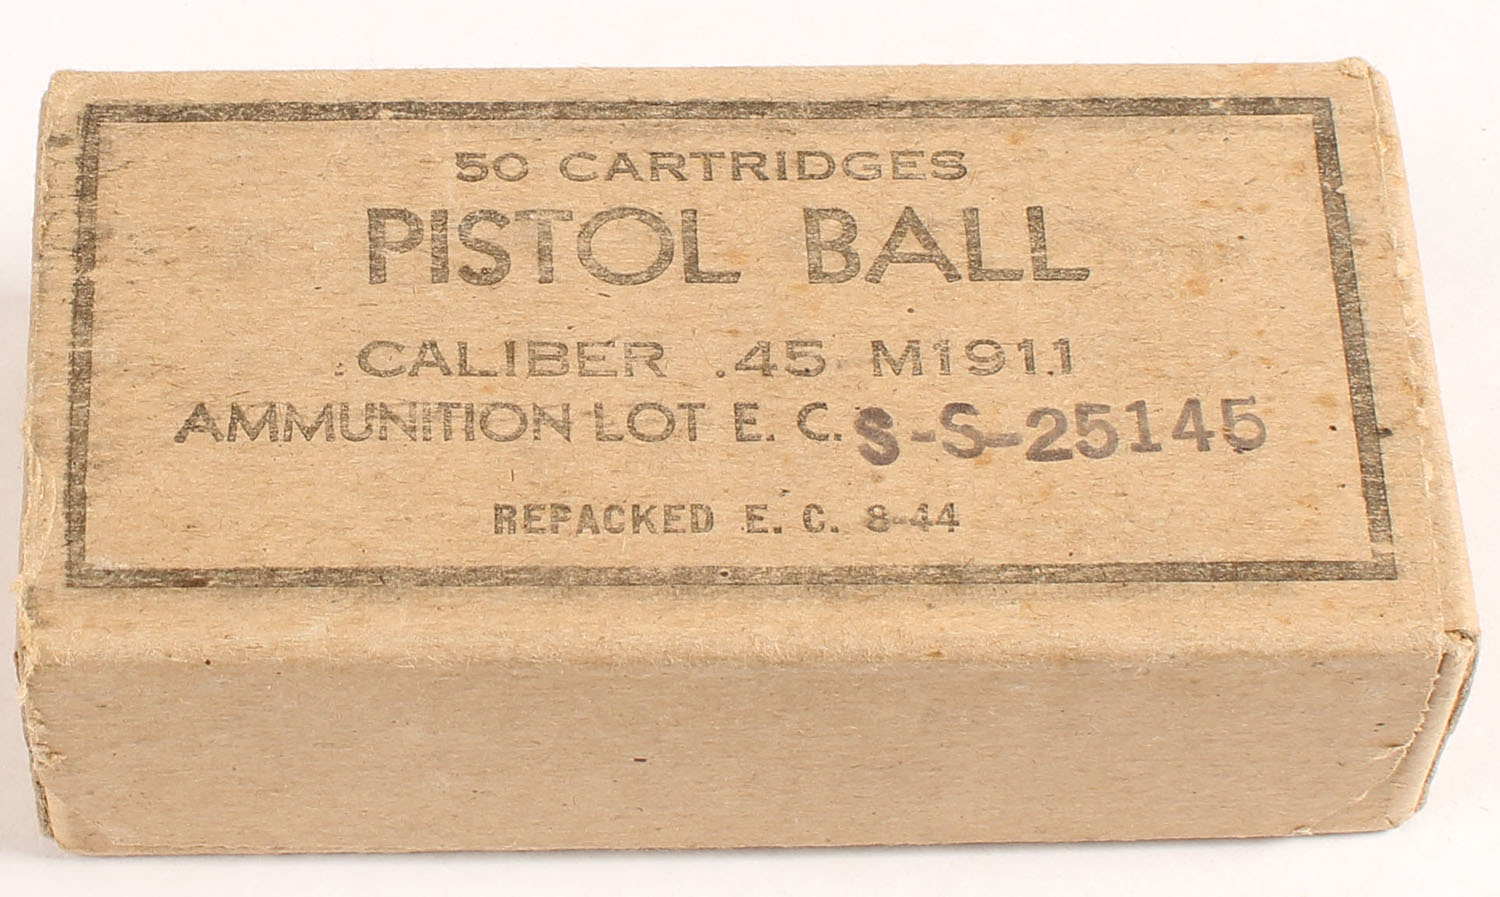 50 CARTRIDGES
PISTOL BALL
CALIBER .45 M1911
AMMUNITION LOT E. C. S-S-25145
REPACKED E. C. 8-44